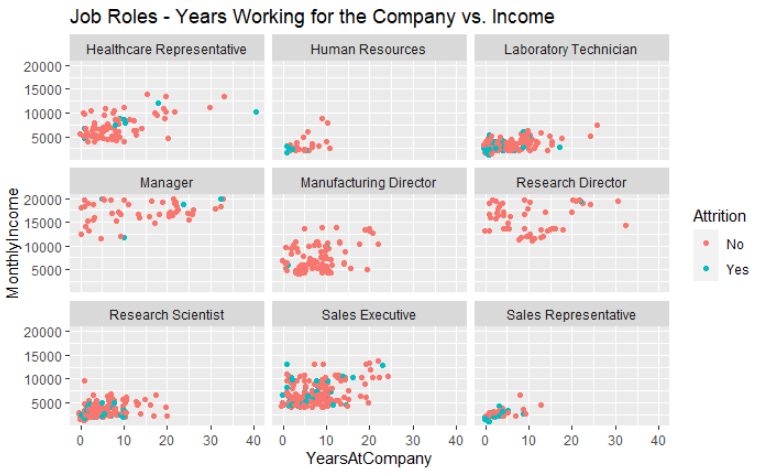 Job Roles - Years Working for the Company vs. Income
Healthcare Representative Human Resources Laboratory Technician
20000
15000
10000
5000
Manager Manufacturing Director Research Director
20000
15000
10000
5000
MonthlyIncome
Attrition
No
Yes
Research Scientist Sales Executive Sales Representative
20000
15000
10000
5000
0 10 20 30 40 0 10 20 30 40 0 10 20 30 40
YearsAtCompany